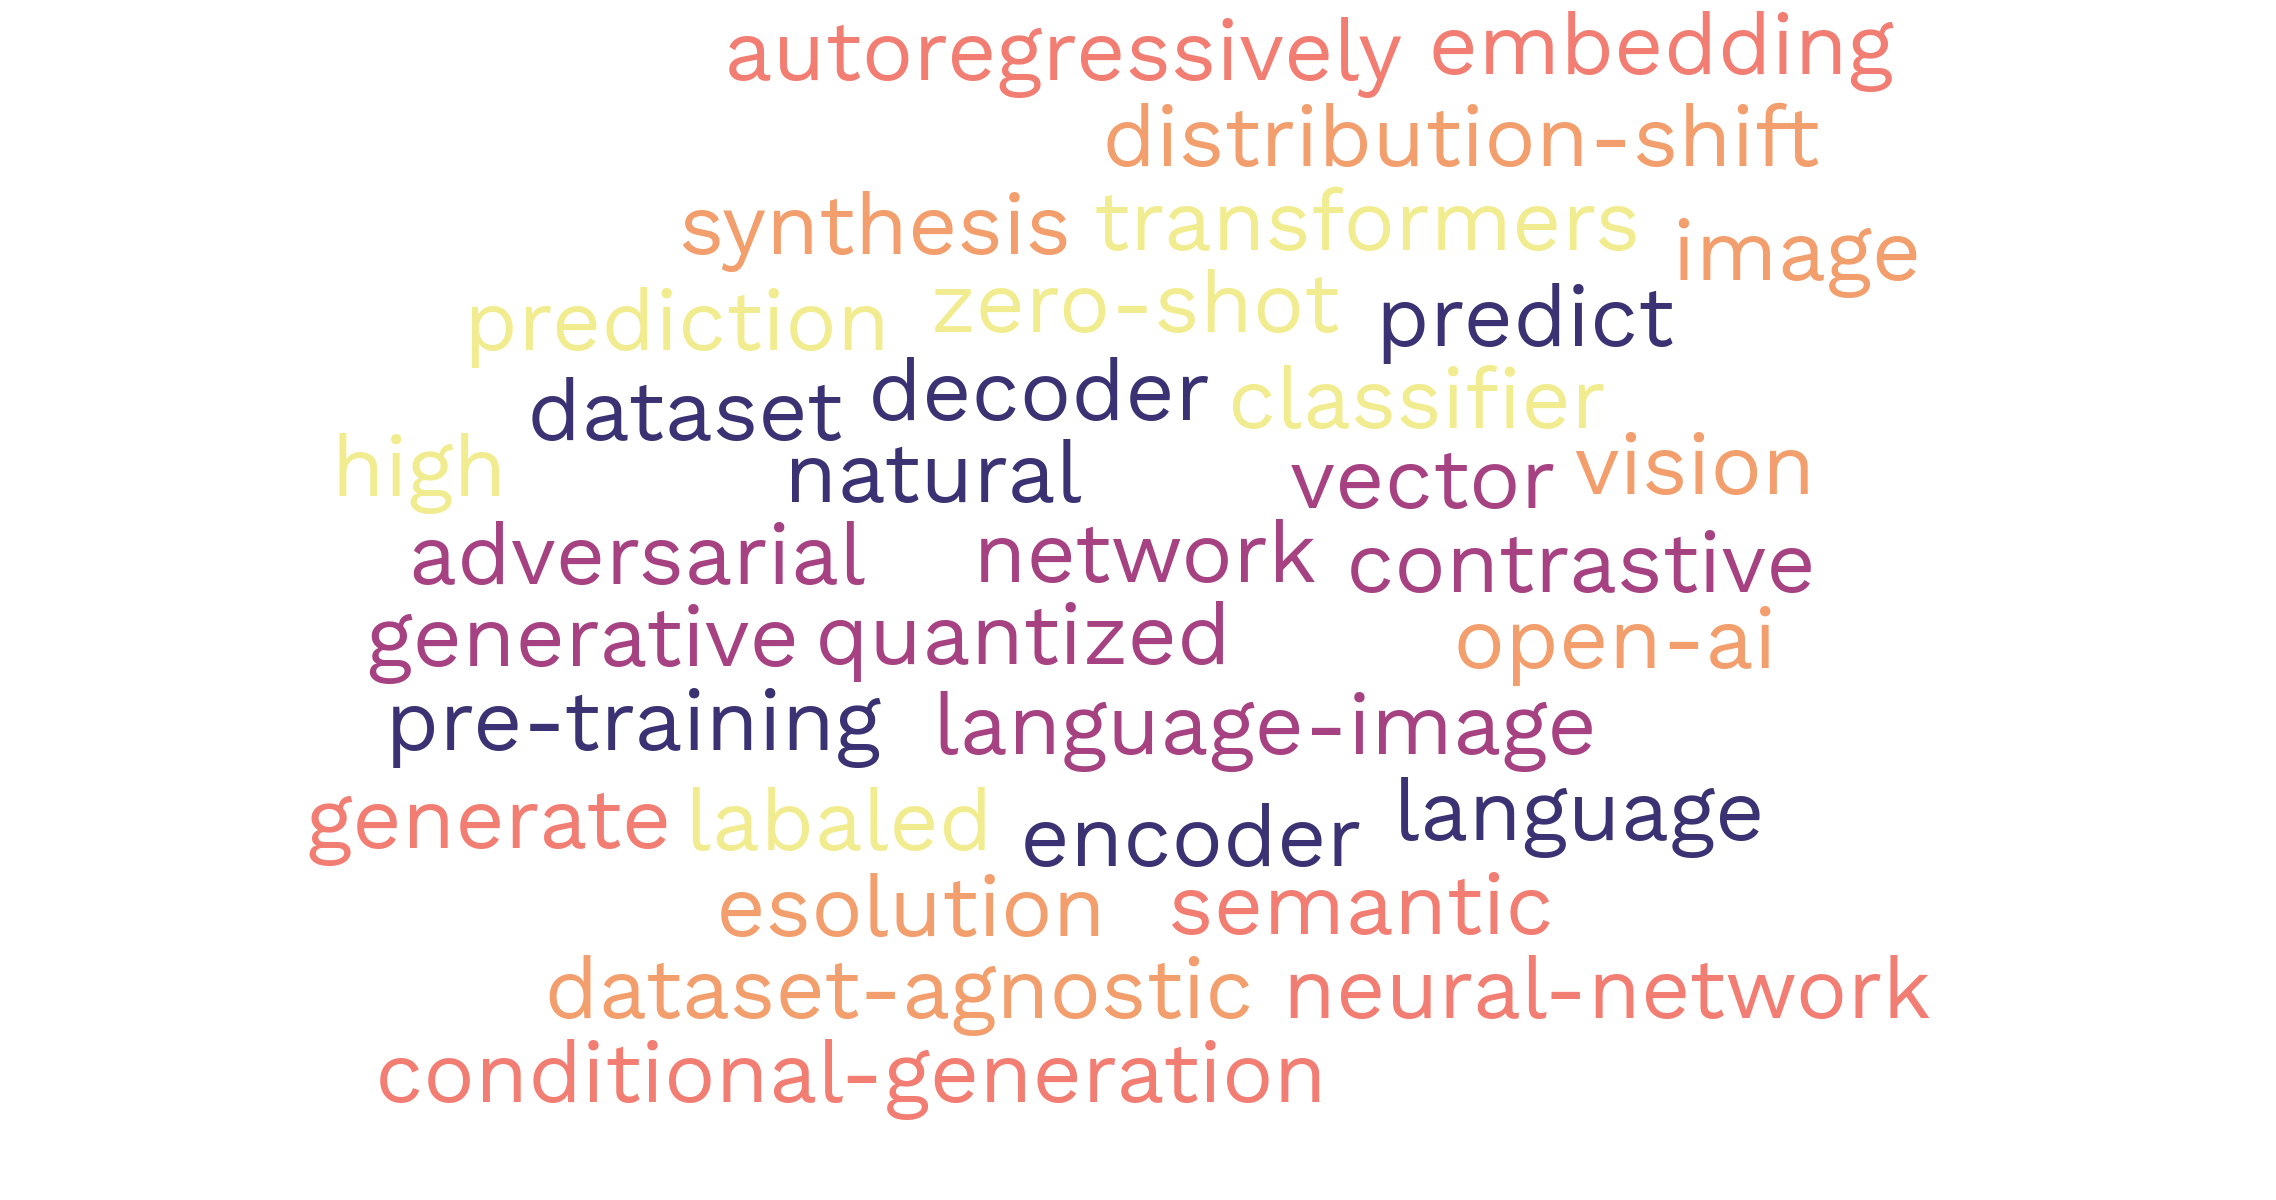 autoregressively embedding
distribution-shift
synthesis transformers image
prediction zero-shot predict
dataset decoder classifier
high natural vector vision
adversarial network contrastive
generative quantized open-ai
pre-training language-image
generate labaled encoder language
esolution semantic
dataset-agnostic neural-network
conditional-generation